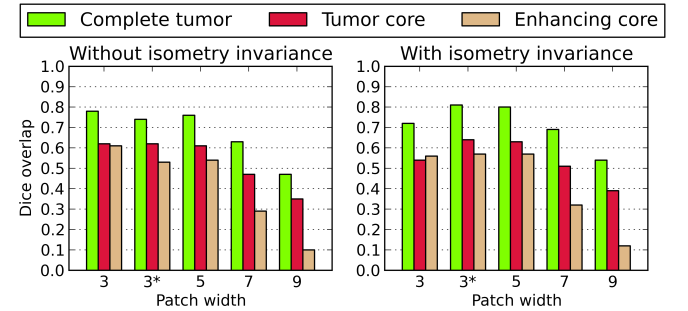 Complete tumor Tumor core Enhancing core
Without isometry invariance
1.0
0.9
0.8
0.7
0.6
0.5
0.4
0.3
0.2
0.1
0.0
Dice overlap
3 3* 5 7 9
Patch width
With isometry invariance
1.0
0.9
0.8
0.7
0.6
0.5
0.4
0.3
0.2
0.1
0.0
3 3* 5 7 9
Patch width